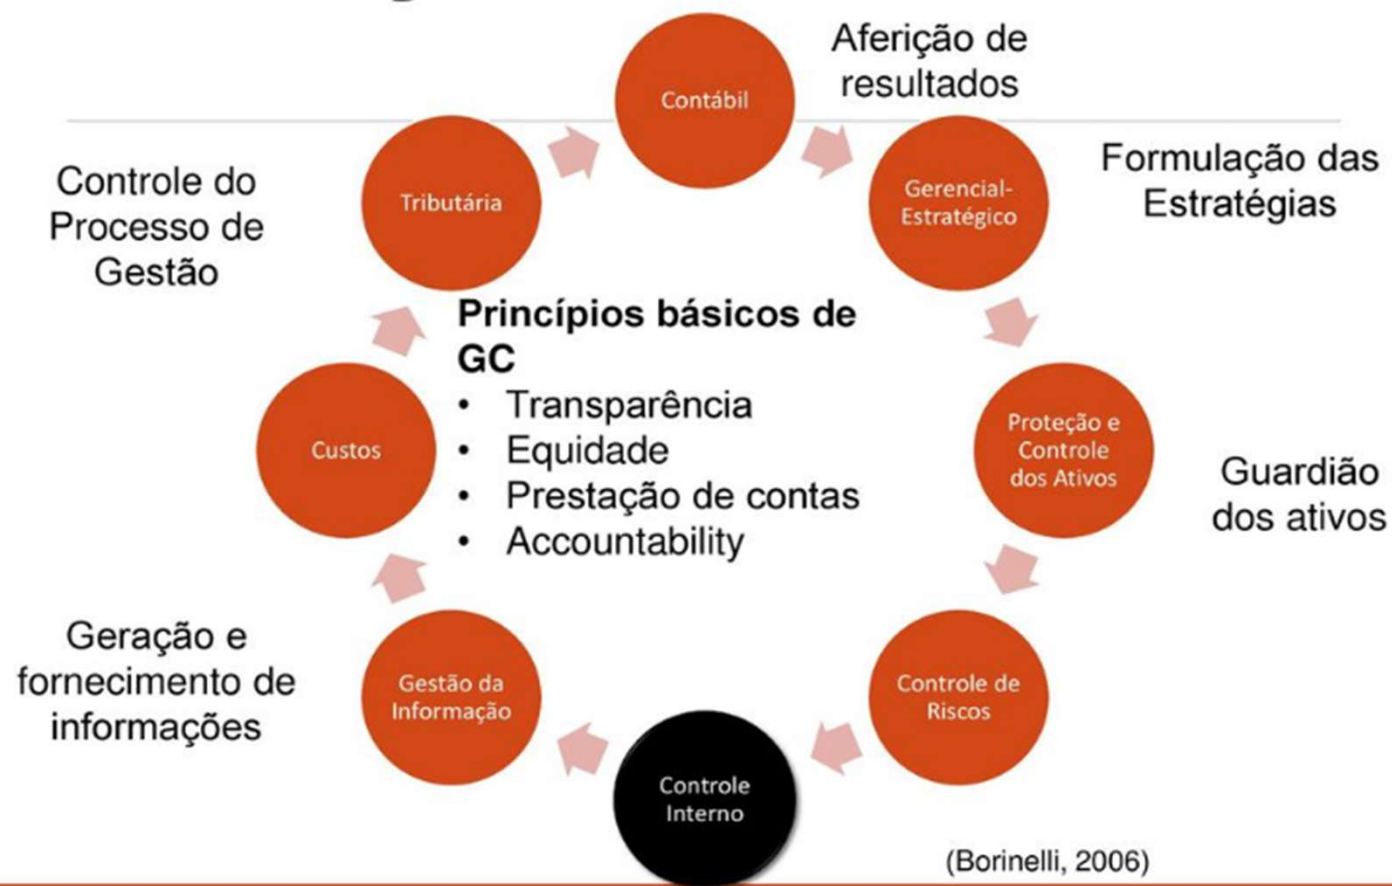 Contábil
Aferição de
resultados
Tributária
Gerencial-
Estratégico
Formulação das
Estratégias
Controle do
Processo de
Gestão
Princípios básicos de
GC
• Transparência
• Equidade
• Prestação de contas
• Accountability
Custos
Proteção e
Controle
dos Ativos
Guardião
dos ativos
Geração e
fornecimento de
informações
Gestão da
Informação
Controle de
Riscos
Controle
Interno
(Borinelli, 2006)